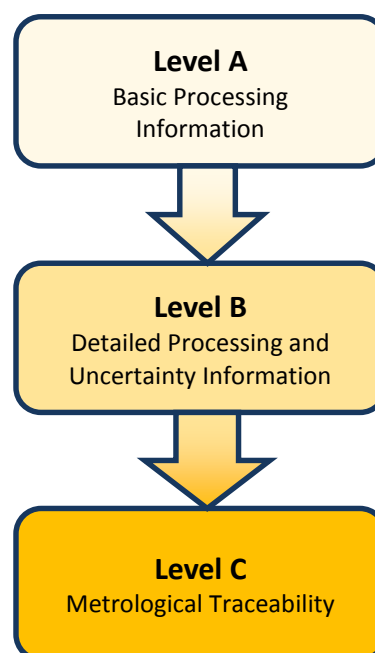 Level A
Basic Processing
Information
Level B
Detailed Processing and
Uncertainty Information
Level C
Metrological Traceability